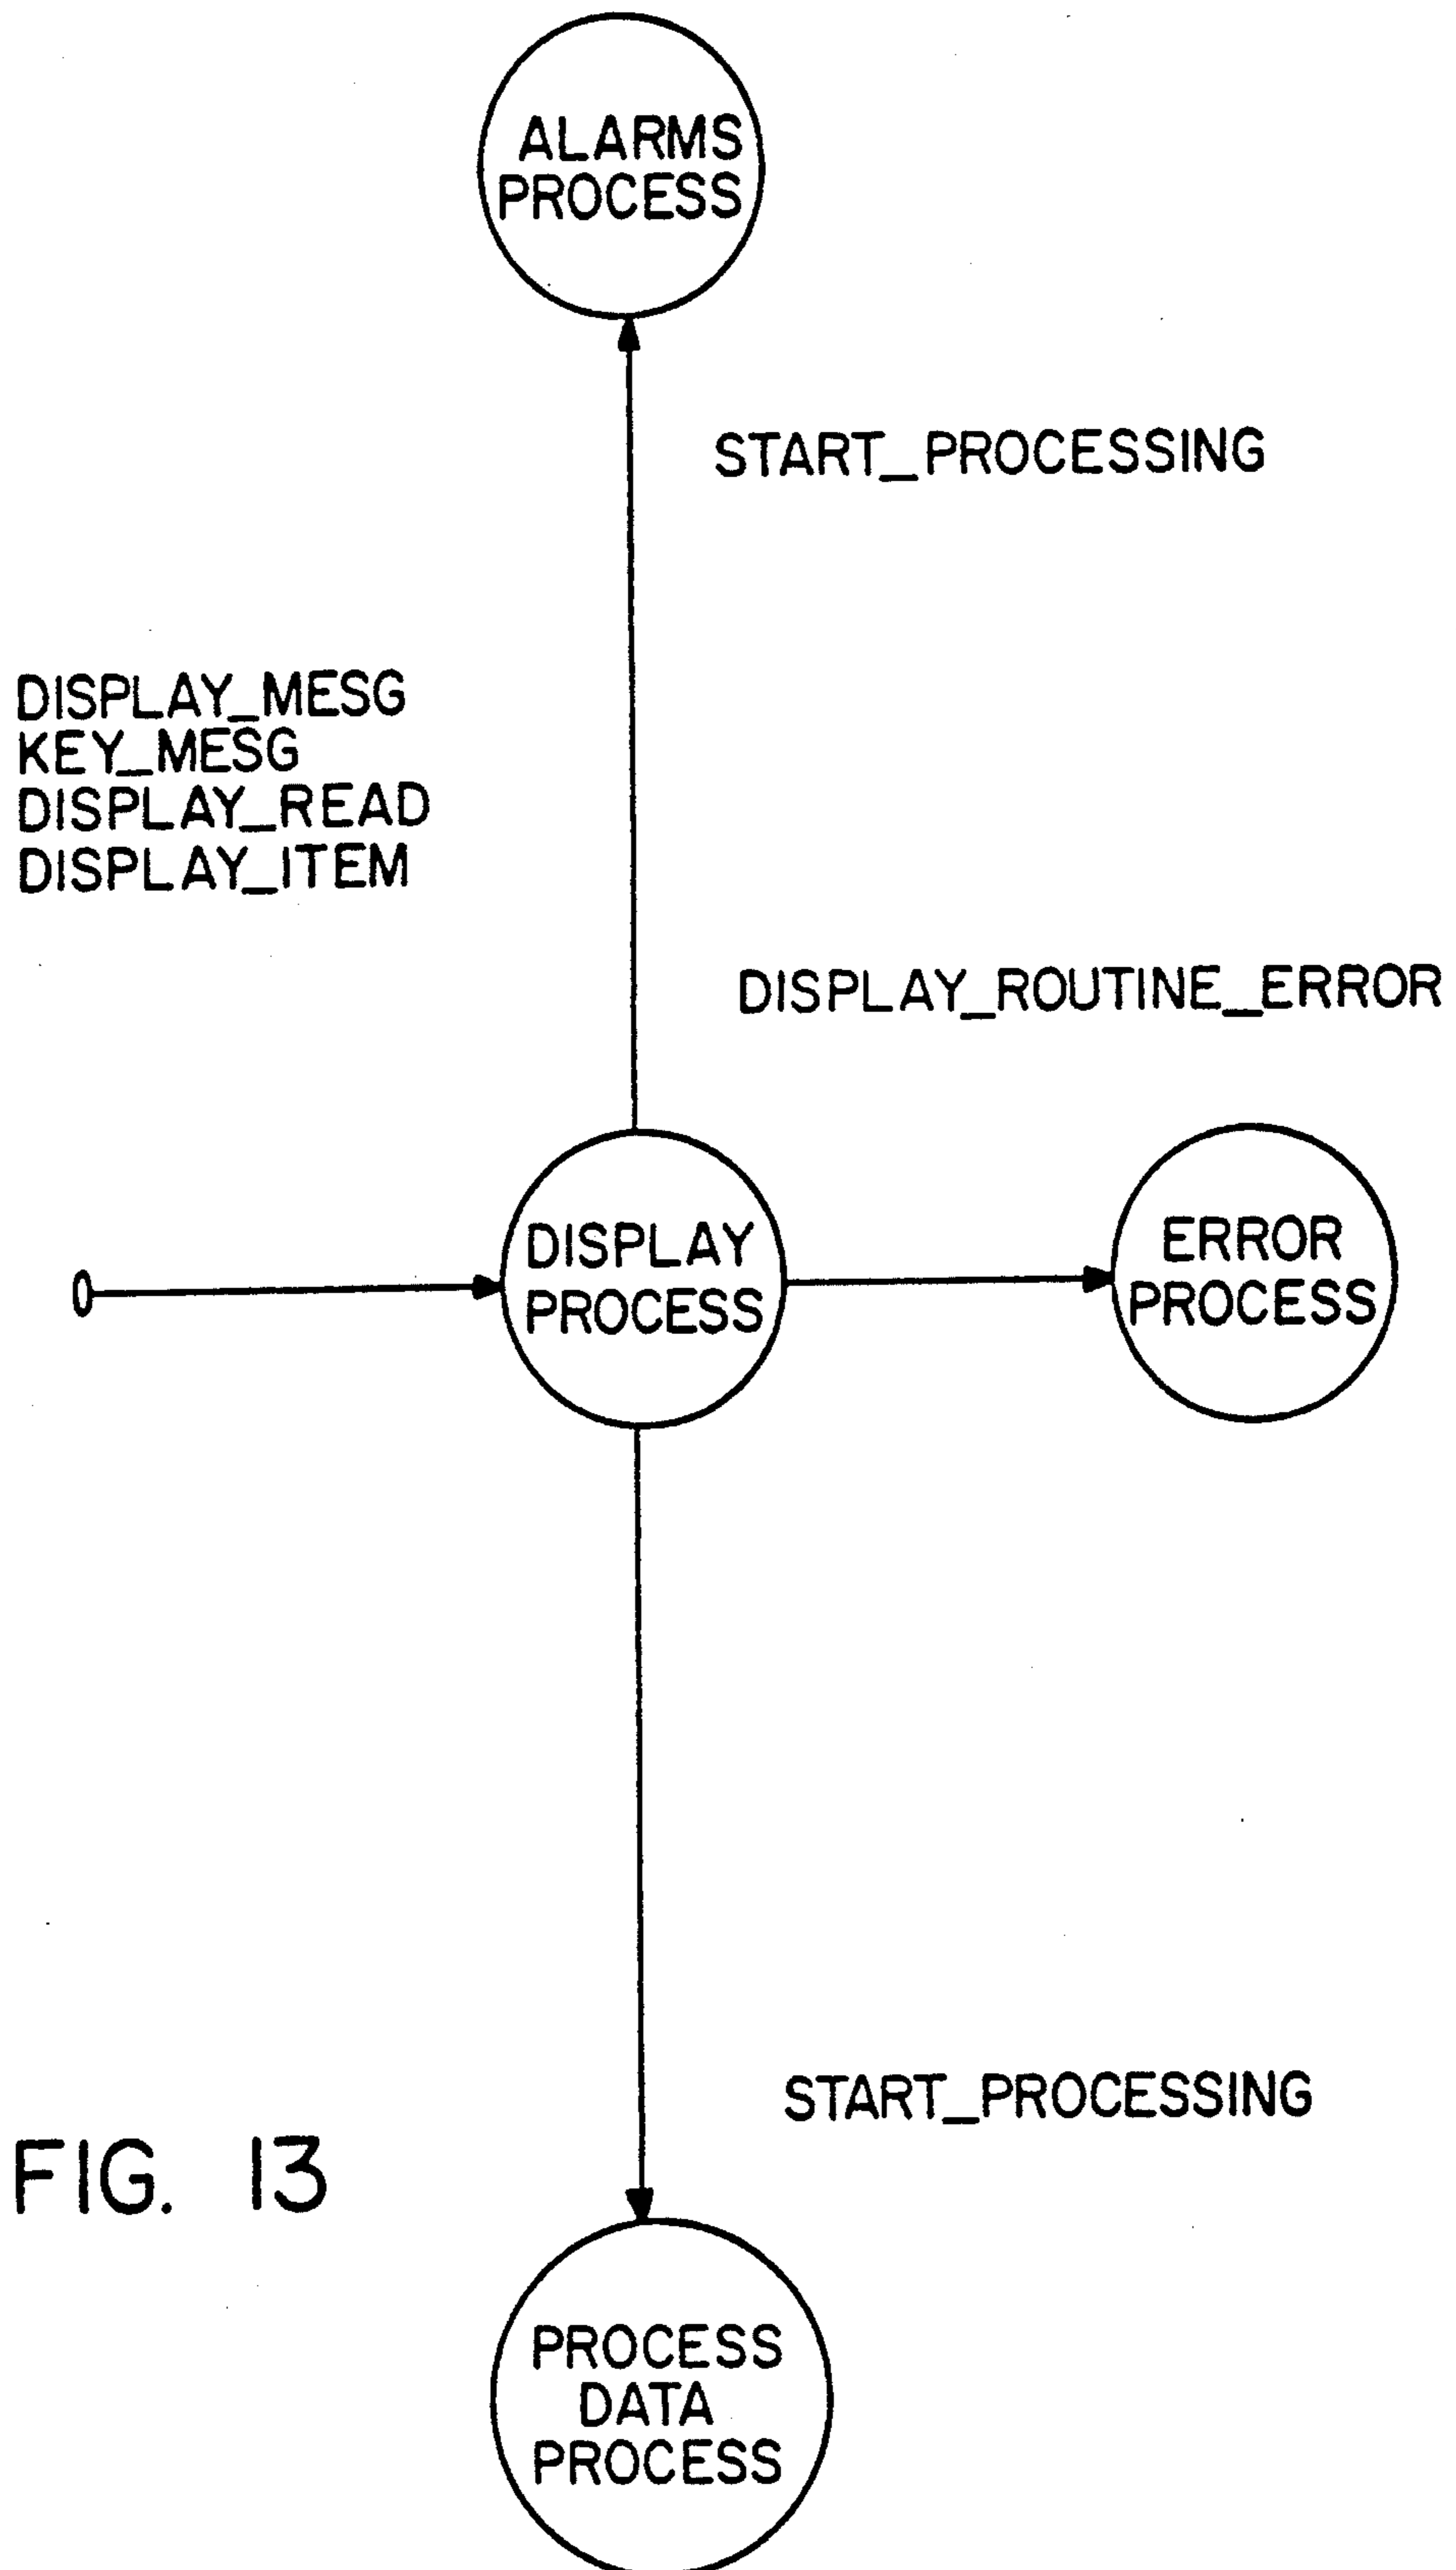 ALARMS
PROCESS
START_PROCESSING
DISPLAY_MESG
KEY_MESG
DISPLAY_READ
DISPLAY_ITEM
DISPLAY_ROUTINE_ERROR
DISPLAY
PROCESS
ERROR
PROCESS
START_PROCESSING
FIG. 13
PROCESS
DATA
PROCESS